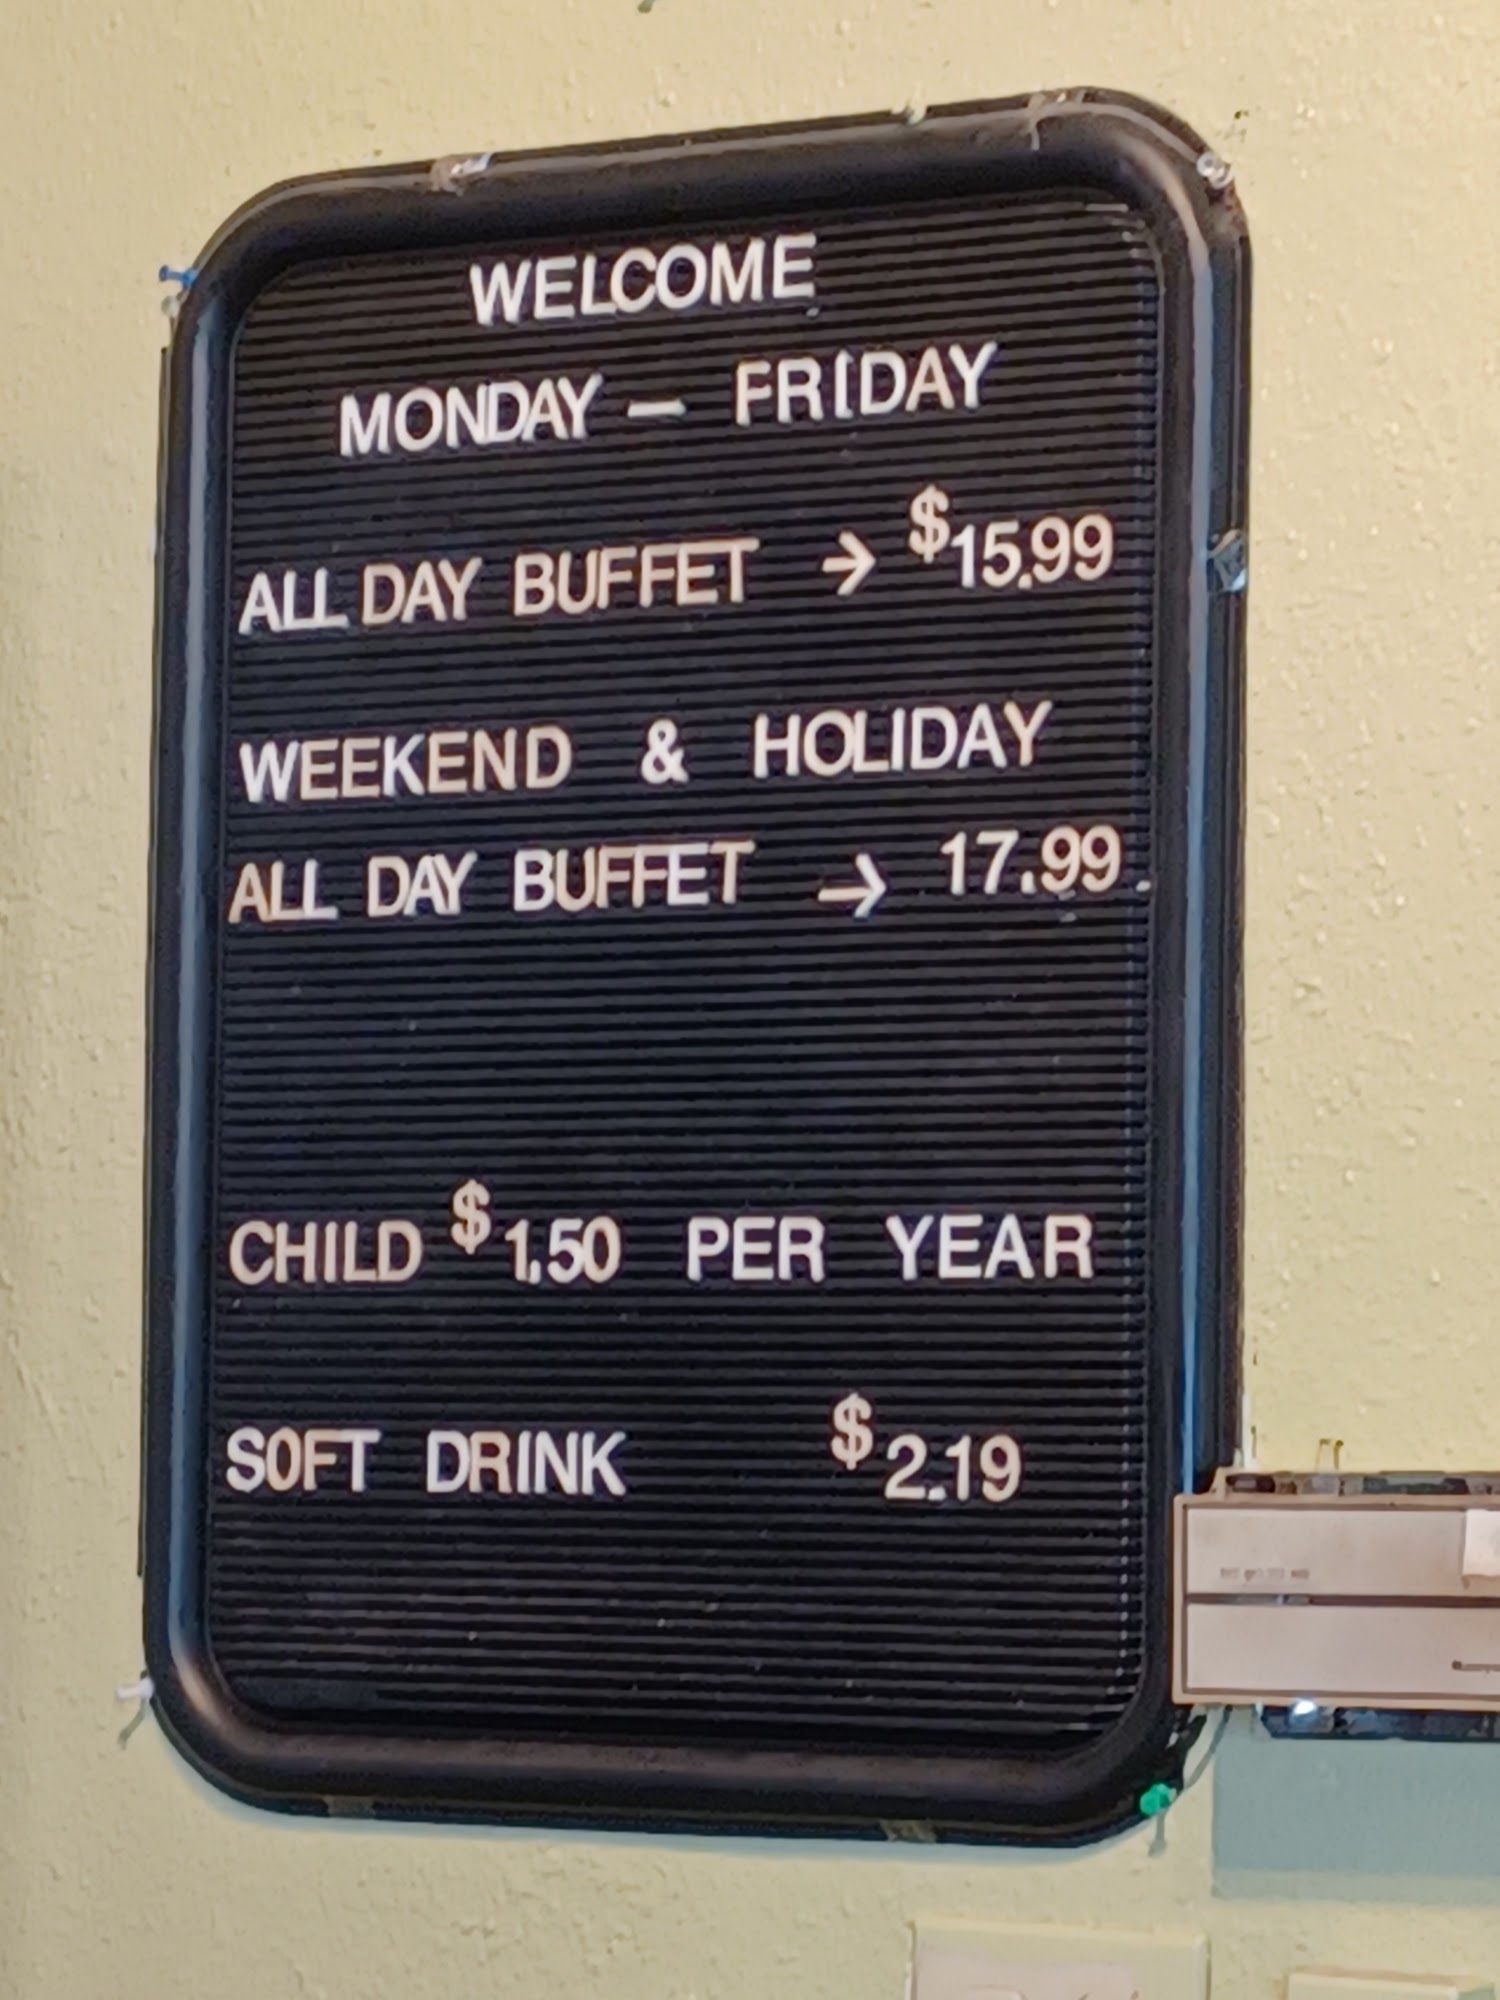 WELCOME
MONDAY — FRIDAY
ALL DAY BUFFET → $15.99
WEEKEND & HOLIDAY
ALL DAY BUFFET → 17.99.
CHILD $1.50 PER YEAR
SOFT DRINK $2.19